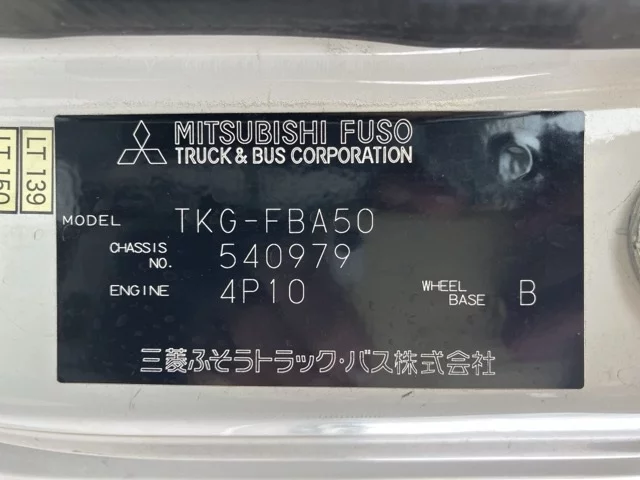 MITSUBISHI FUSO
TRUCK & BUS CORPORATION
LT 139
LT 150
MODEL TKG-FBA50
CHASSIS NO. 540979
ENGINE 4P10 WHEEL BASE B
三菱ふそうトラック・バス株式会社